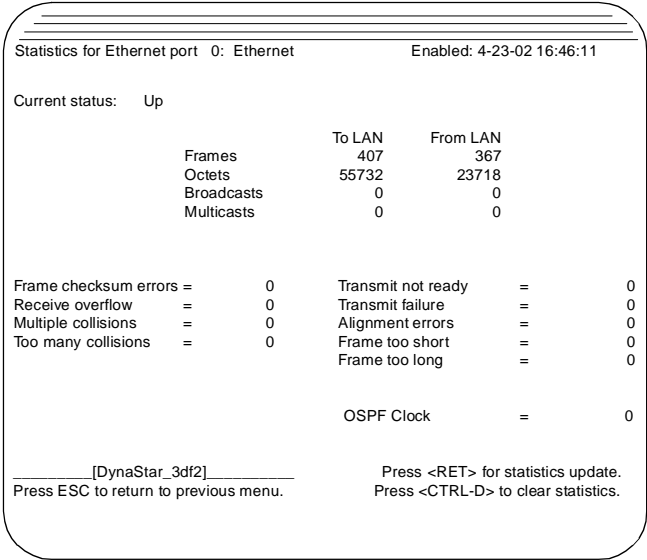 Statistics for Ethernet port 0: Ethernet Enabled: 4-23-02 16:46:11
Current status: Up
To LAN From LAN
Frames 407 367
Octets 55732 23718
Broadcasts 0 0
Multicasts 0 0
Frame checksum errors = 0 Transmit not ready = 0
Receive overflow = 0 Transmit failure = 0
Multiple collisions = 0 Alignment errors = 0
Too many collisions = 0 Frame too short = 0
Frame too long = 0
OSPF Clock = 0
_________[DynaStar_3df2]__________ Press <RET> for statistics update.
Press ESC to return to previous menu. Press <CTRL-D> to clear statistics.